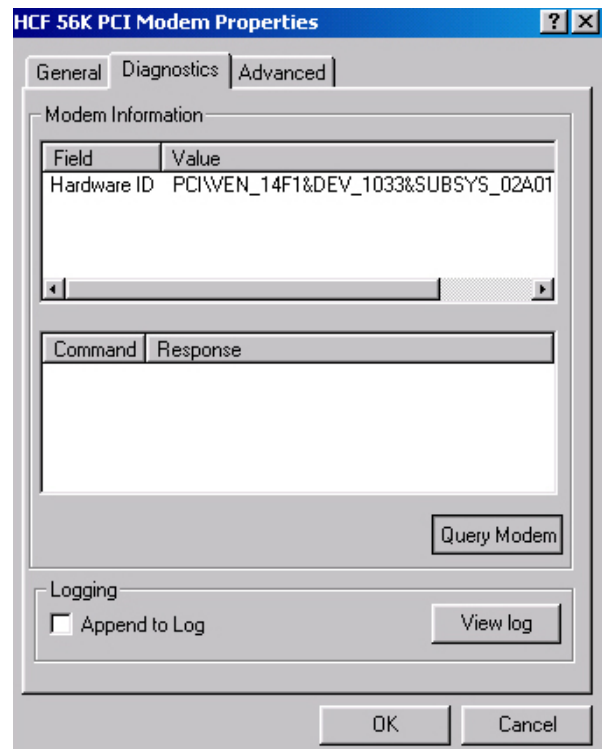 HCF 56K PCI Modem Properties
General Diagnostics Advanced
Modem Information
Field Value
Hardware ID PCI\VEN_14F1&DEV_1033&SUBSYS_02A01
Command Response
Query Modem
Logging
Append to Log View log
OK Cancel